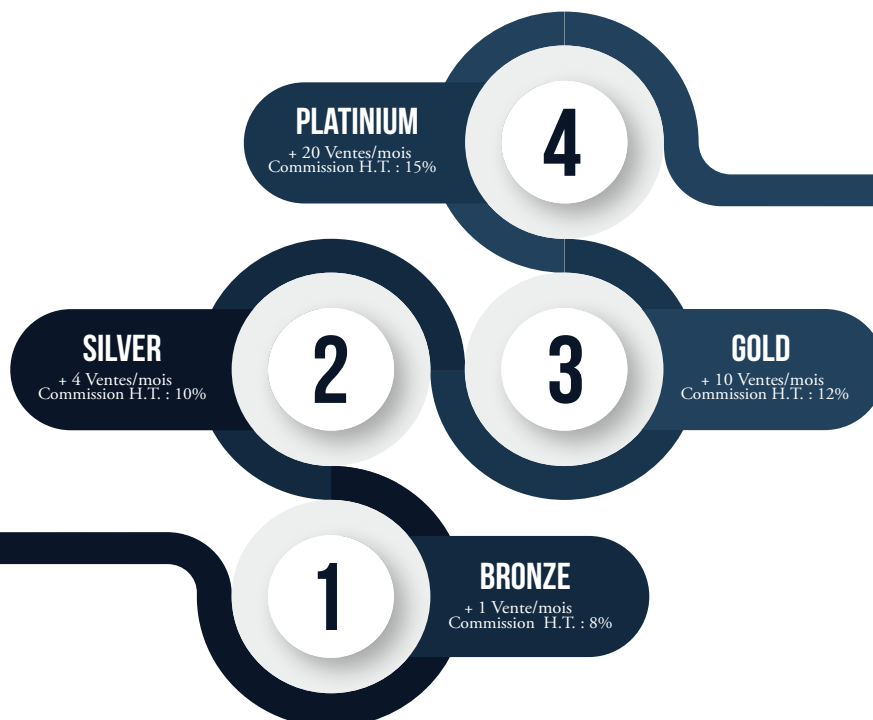 PLATINIUM
+ 20 Ventes/mois
Commission H.T. : 15%
4
SILVER
+ 4 Ventes/mois
Commission H.T. : 10%
2
3
GOLD
+ 10 Ventes/mois
Commission H.T. : 12%
1
BRONZE
+ 1 Vente/mois
Commission H.T. : 8%